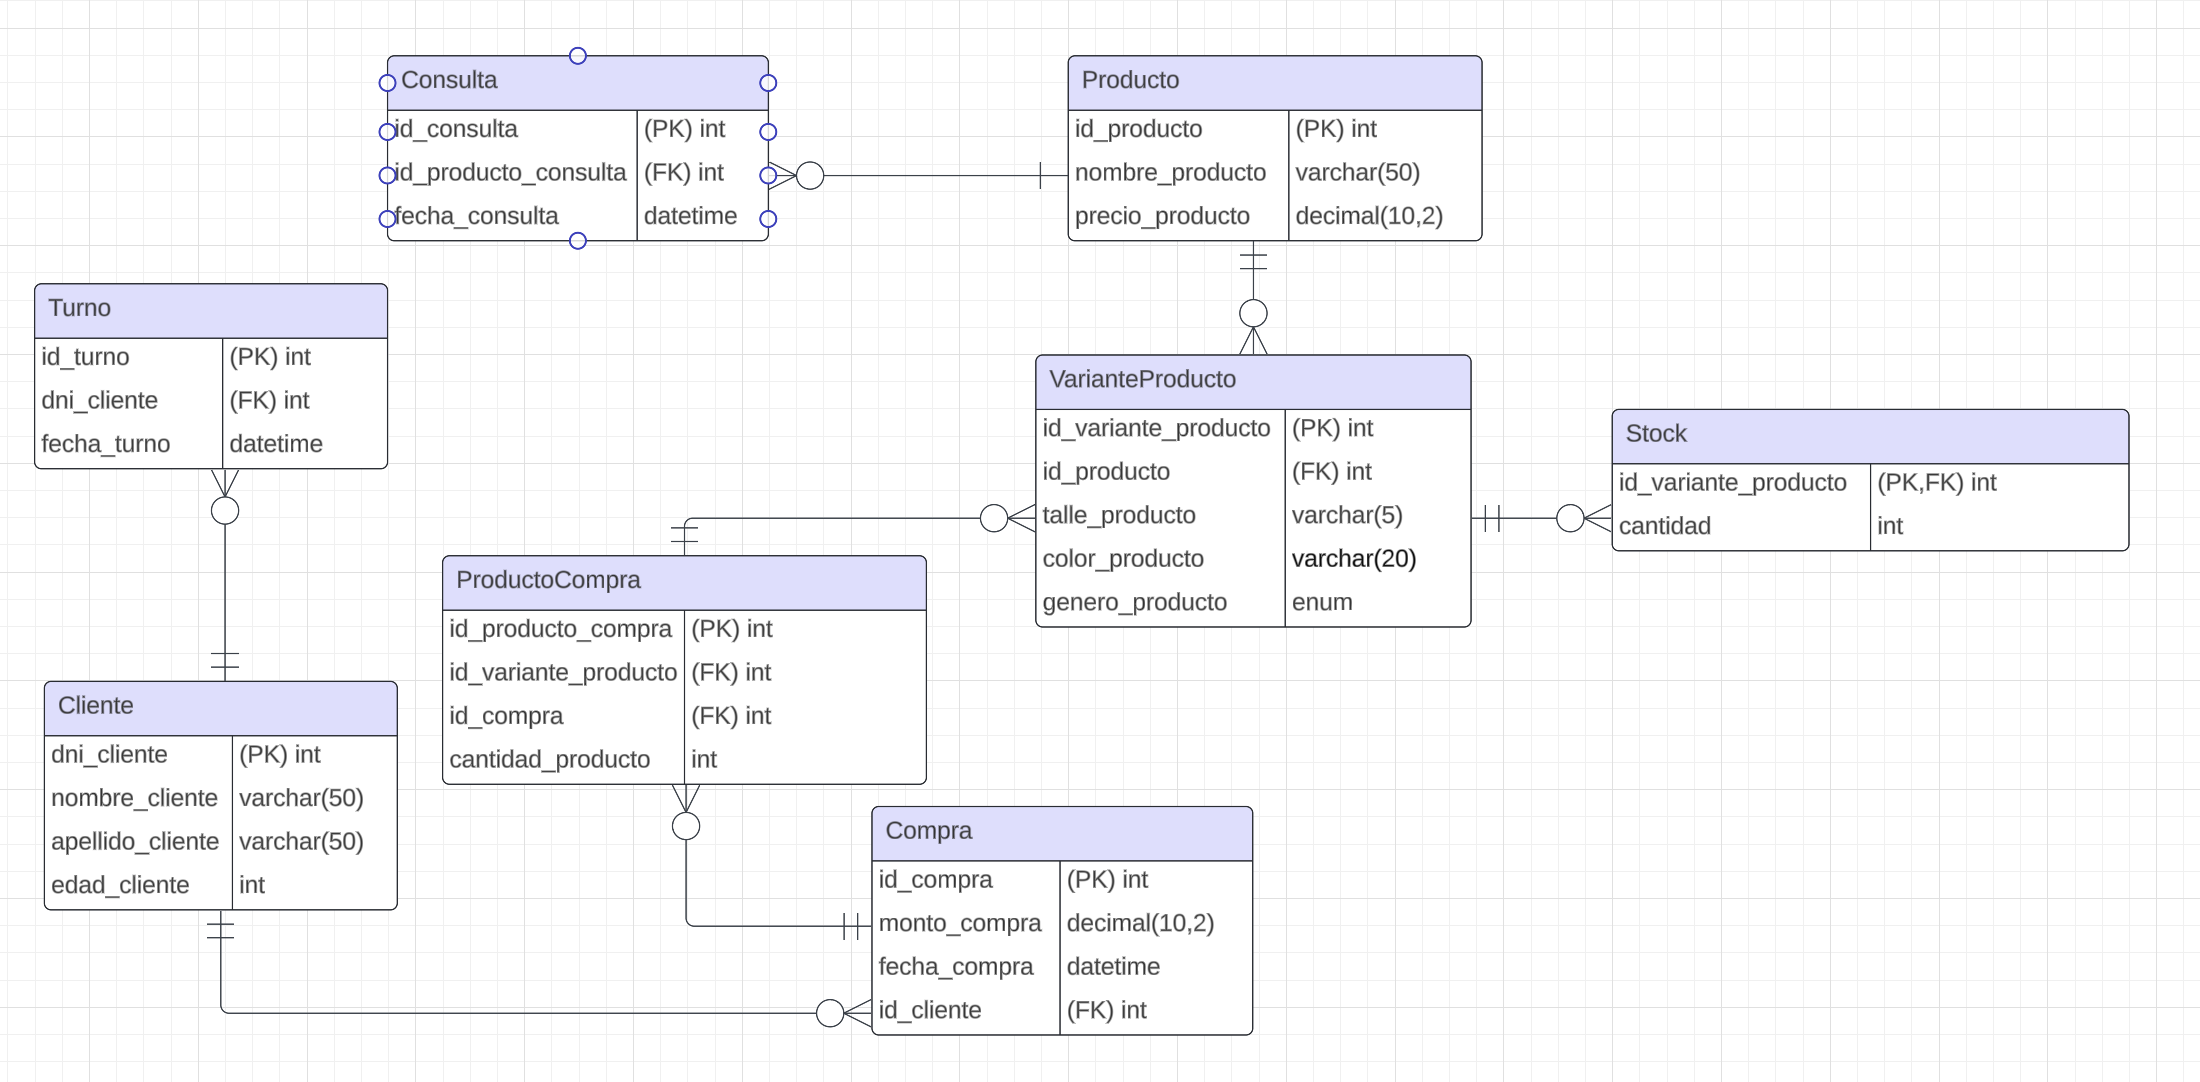 Consulta
id_consulta (PK) int
id_producto_consulta (FK) int
fecha_consulta datetime
Producto
id_producto (PK) int
nombre_producto varchar(50)
precio_producto decimal(10,2)
Turno
id_turno (PK) int
dni_cliente (FK) int
fecha_turno datetime
VarianteProducto
id_variante_producto (PK) int
id_producto (FK) int
talle_producto varchar(5)
color_producto varchar(20)
genero_producto enum
Stock
id_variante_producto (PK,FK) int
cantidad int
ProductoCompra
id_producto_compra (PK) int
id_variante_producto (FK) int
id_compra (FK) int
cantidad_producto int
Cliente
dni_cliente (PK) int
nombre_cliente varchar(50)
apellido_cliente varchar(50)
edad_cliente int
Compra
id_compra (PK) int
monto_compra decimal(10,2)
fecha_compra datetime
id_cliente (FK) int